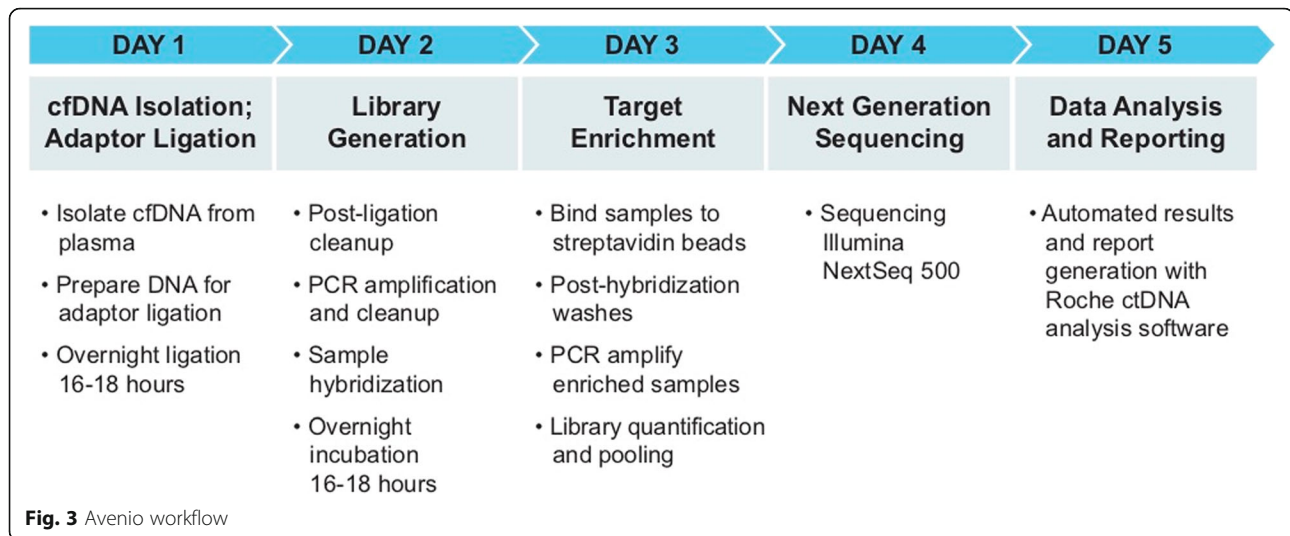 DAY 1
DAY 2
DAY 3
DAY 4
DAY 5
cfDNA Isolation;
Adaptor Ligation
Library
Generation
Target
Enrichment
Next Generation
Sequencing
Data Analysis
and Reporting
• Isolate cfDNA from
plasma
• Prepare DNA for
adaptor ligation
• Overnight ligation
16-18 hours
• Post-ligation
cleanup
• PCR amplification
and cleanup
• Sample
hybridization
• Overnight
incubation
16-18 hours
• Bind samples to
streptavidin beads
• Post-hybridization
washes
• PCR amplify
enriched samples
• Library quantification
and pooling
• Sequencing
Illumina
NextSeq 500
• Automated results
and report
generation with
Roche ctDNA
analysis software
Fig. 3 Avenio workflow